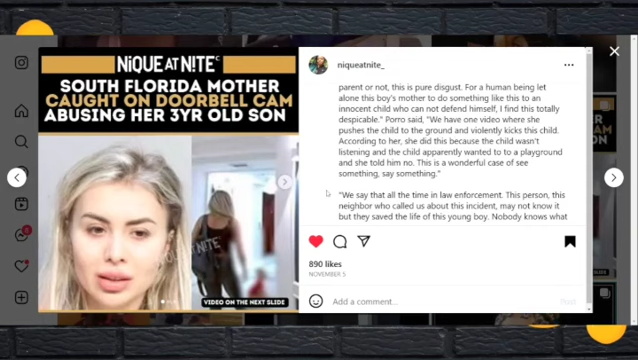 NiQUE AT N!TE
SOUTH FLORIDA MOTHER
CAUGHT ON DOORBELL CAM
ABUSING HER 3YR OLD SON
VIDEO ON THE NEXT SLIDE
niqueatnite_
parent or not, this is pure disgust. For a human being let
alone this boy's mother to do something like this to an
innocent child who can not defend himself, I find this totally
despicable." Porro said, "We have one video where she
pushes the child to the ground and violently kicks this child.
According to her, she did this because the child wasn't
listening and the child apparently wanted to to a playground
and she told him no. This is a wonderful case of see
something, say something."
"We say that all the time in law enforcement. This person, this
neighbor who called us about this incident, may not know it
but they saved the life of this young boy. Nobody knows what
890 likes
NOVEMBER 5
Add a comment...